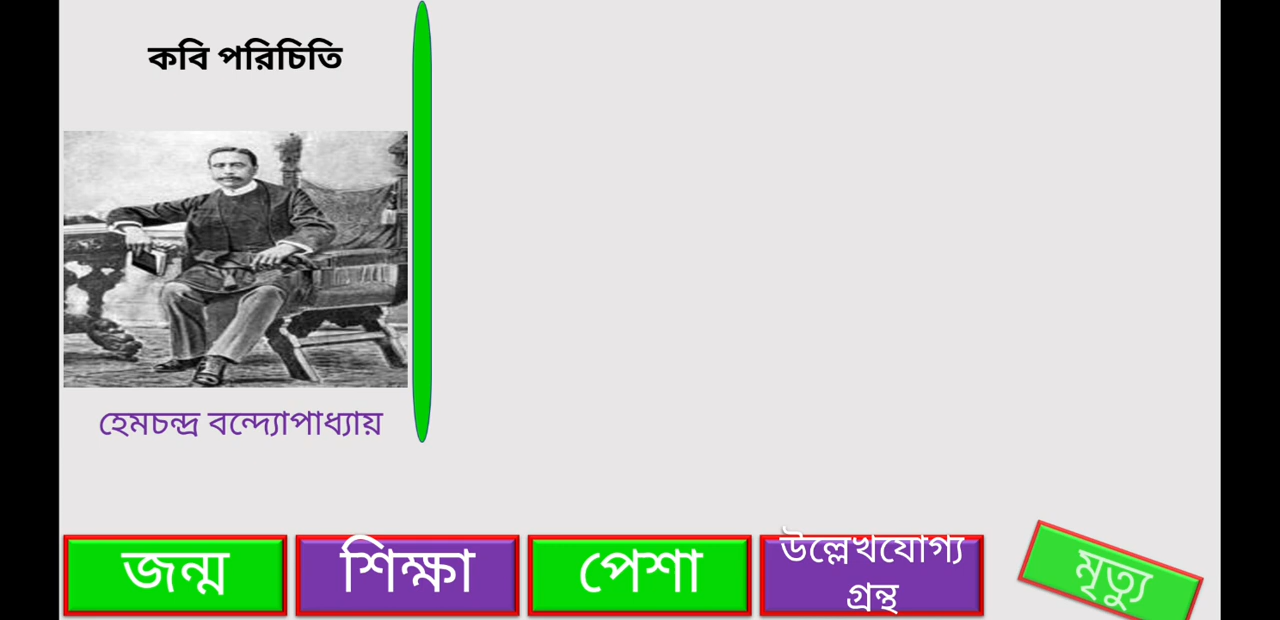 কবি পরিচিতি
হেমচন্দ্র বন্দ্যোপাধ্যায়
জন্ম
শিক্ষা
পেশা
উল্লেখযোগ্য
গ্রন্থ
মৃত্যু